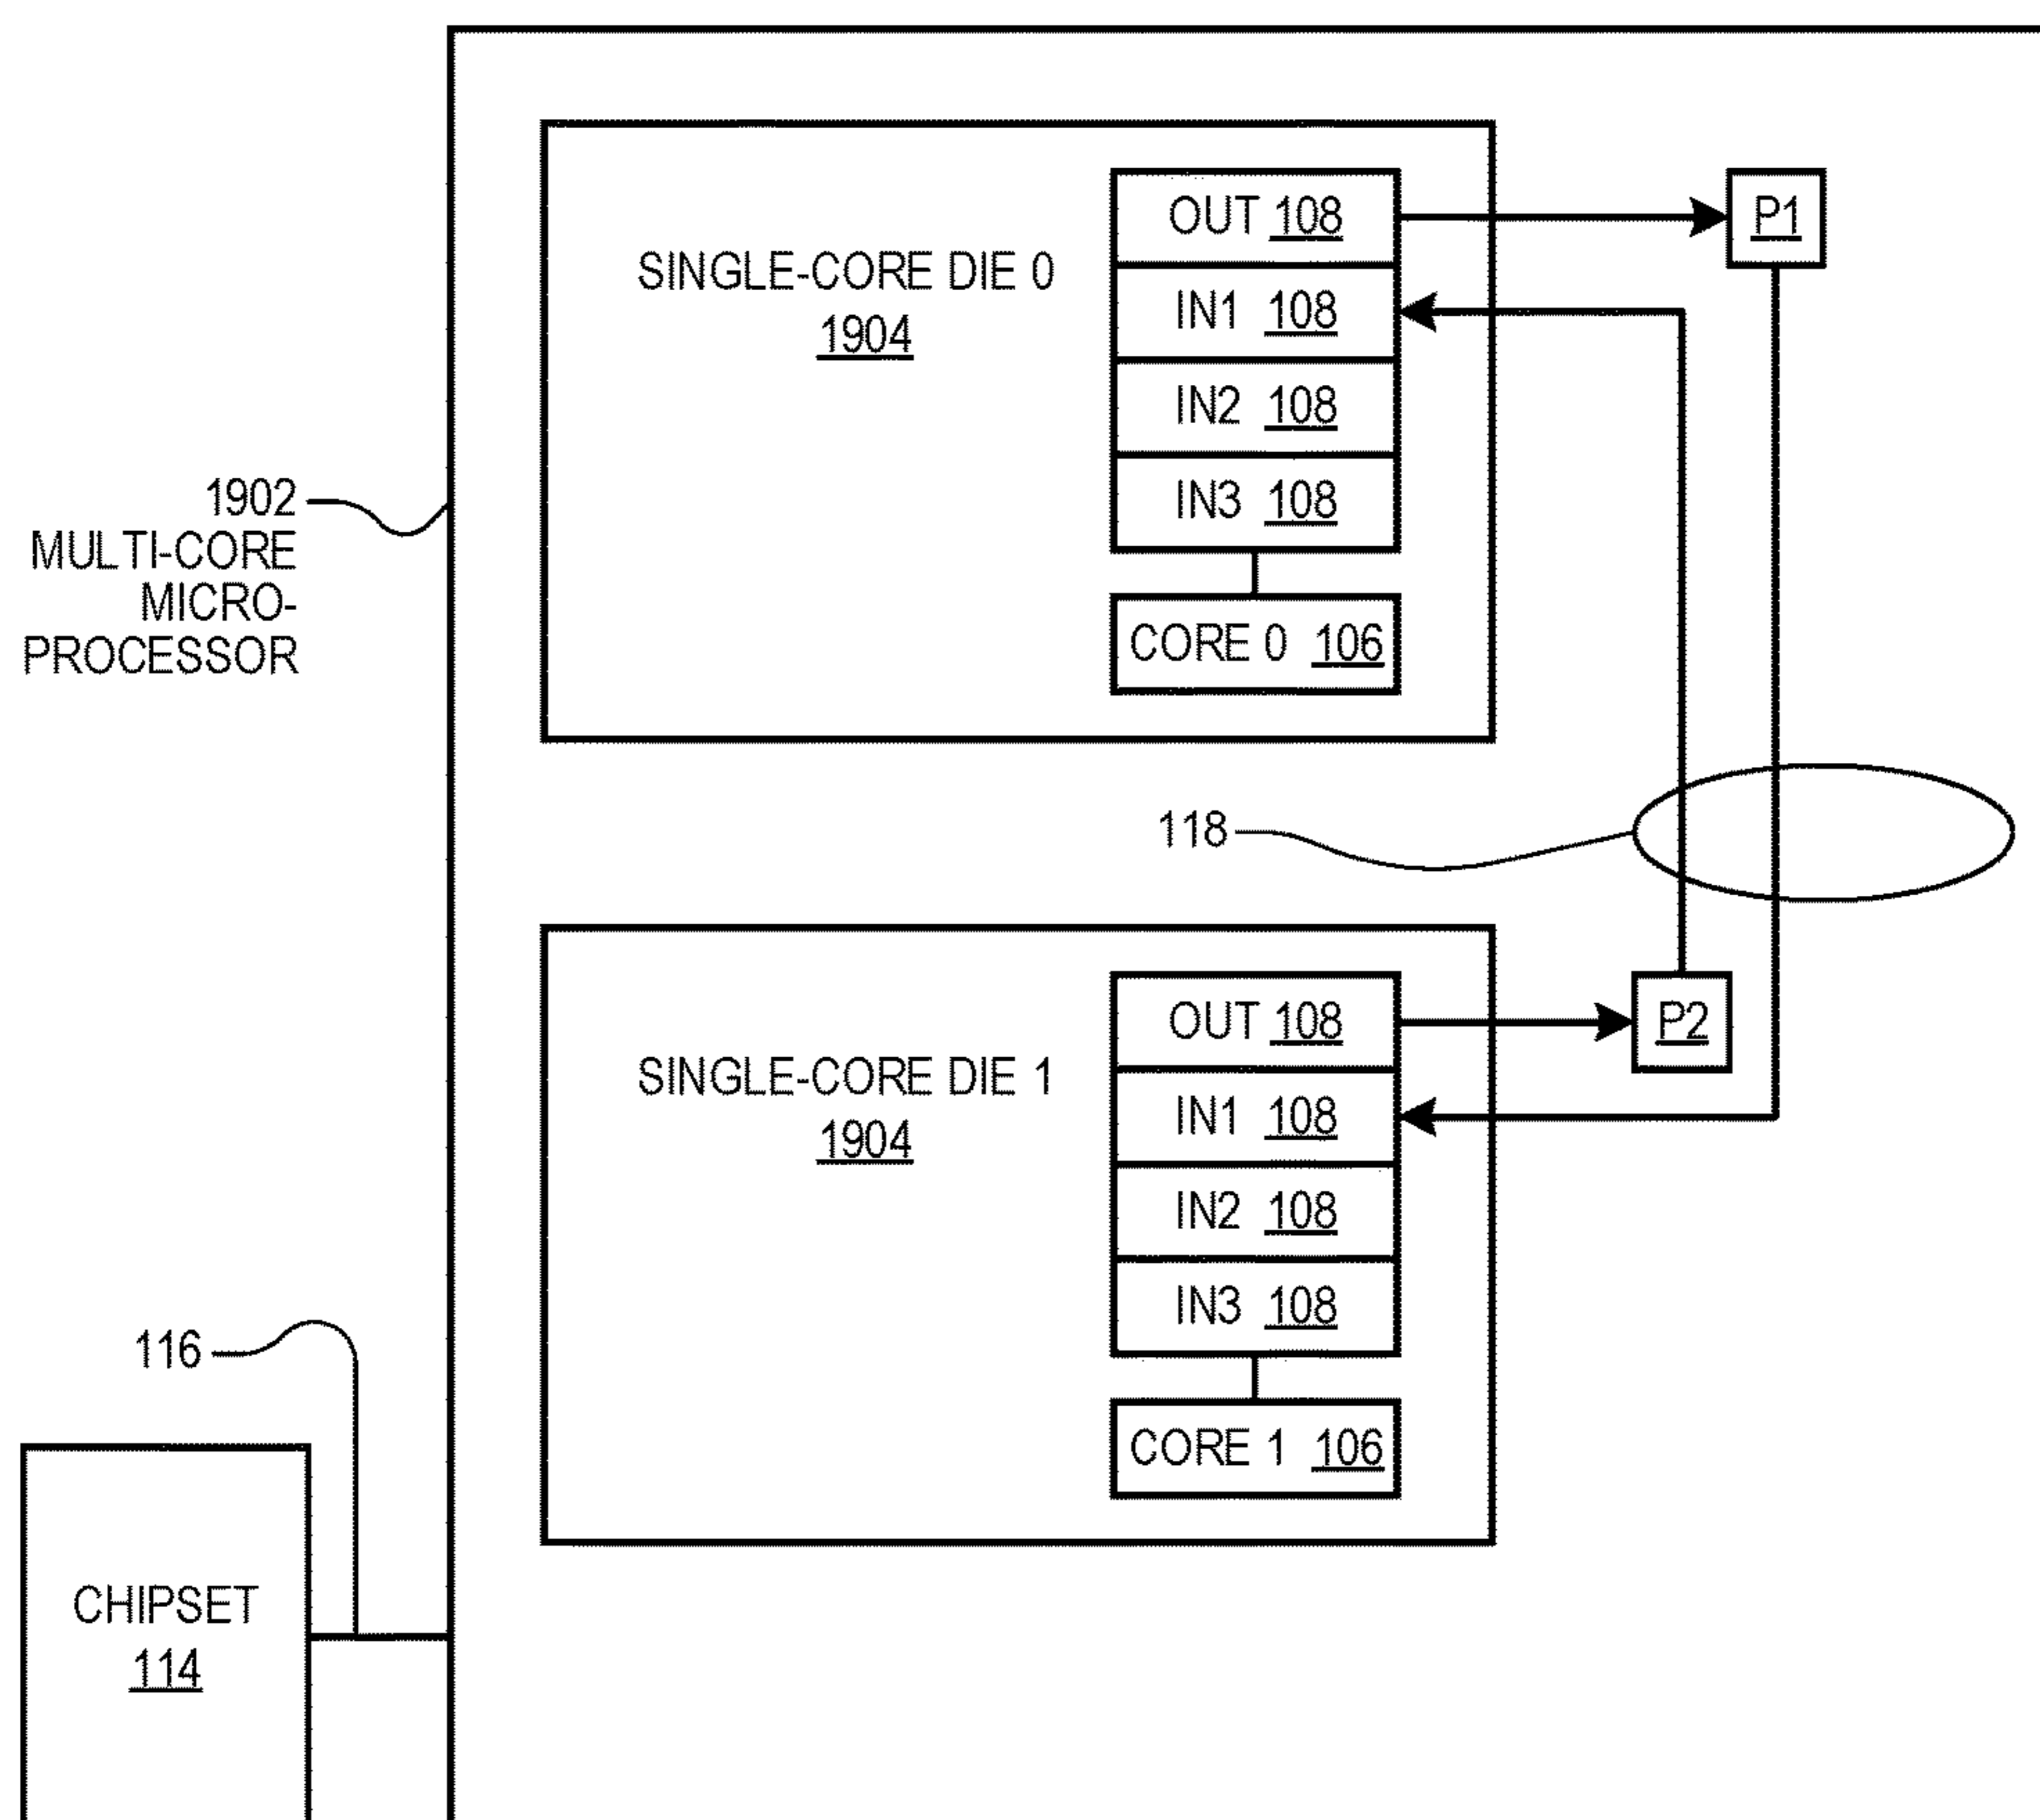 SINGLE-CORE DIE 0
1904
OUT 108
IN1 108
IN2 108
IN3 108
CORE 0 106
P1
1902
MULTI-CORE
MICRO-
PROCESSOR
118
SINGLE-CORE DIE 1
1904
OUT 108
IN1 108
IN2 108
IN3 108
CORE 1 106
P2
116
CHIPSET
114